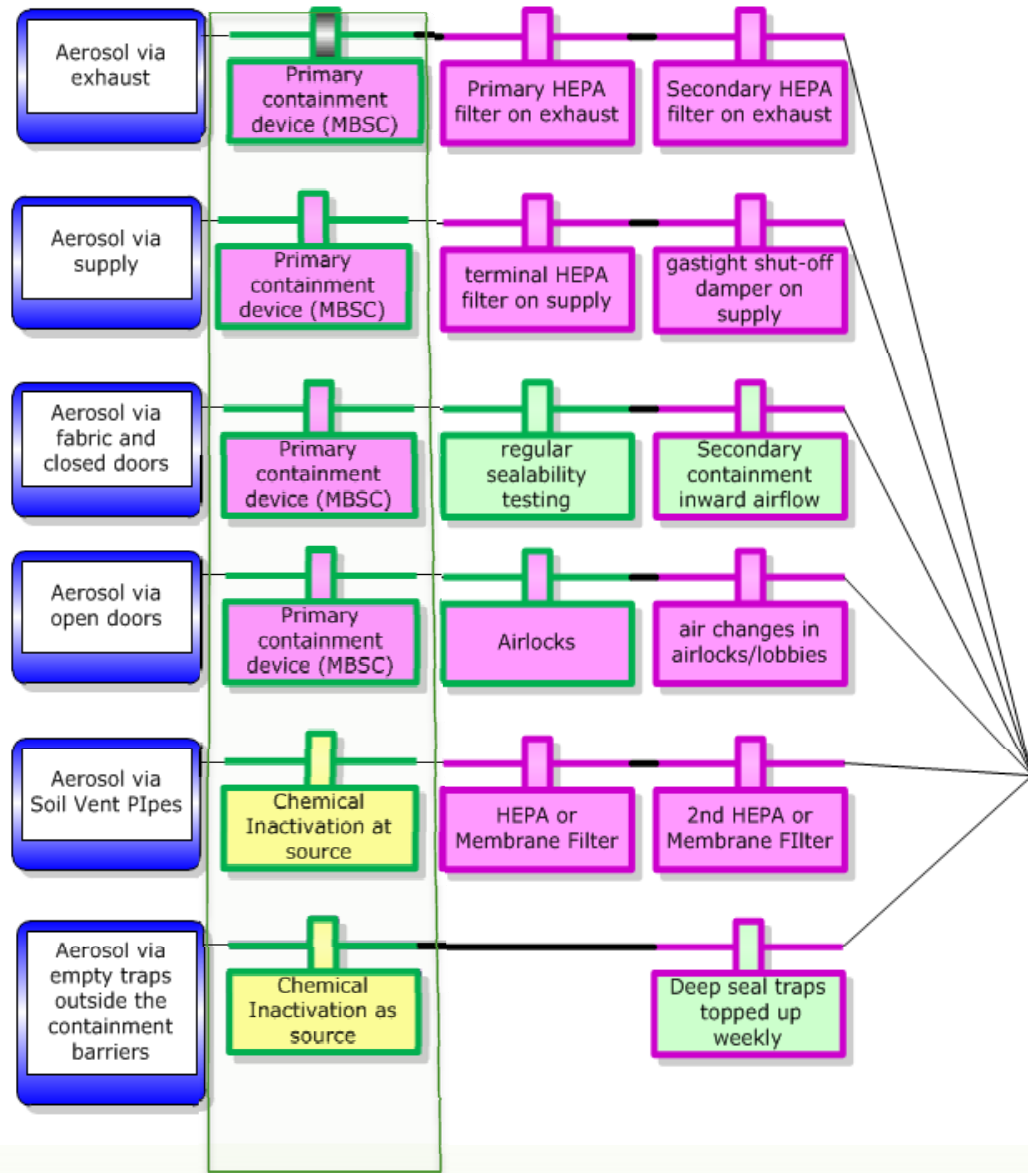 Aerosol via
exhaust
Primary
containment
device (MBSC)
Primary HEPA
filter on exhaust
Secondary HEPA
filter on exhaust
Aerosol via
supply
Primary
containment
device (MBSC)
terminal HEPA
filter on supply
gastight shut-off
damper on
supply
Aerosol via
fabric and
closed doors
Primary
containment
device (MBSC)
regular
sealability
testing
Secondary
containment
inward airflow
Aerosol via
open doors
Primary
containment
device (MBSC)
Airlocks
air changes in
airlocks/lobbies
Aerosol via
Soil Vent PIpes
Chemical
Inactivation at
source
HEPA or
Membrane Filter
2nd HEPA or
Membrane FIlter
Aerosol via
empty traps
outside the
containment
barriers
Chemical
Inactivation as
source
Deep seal traps
topped up
weekly